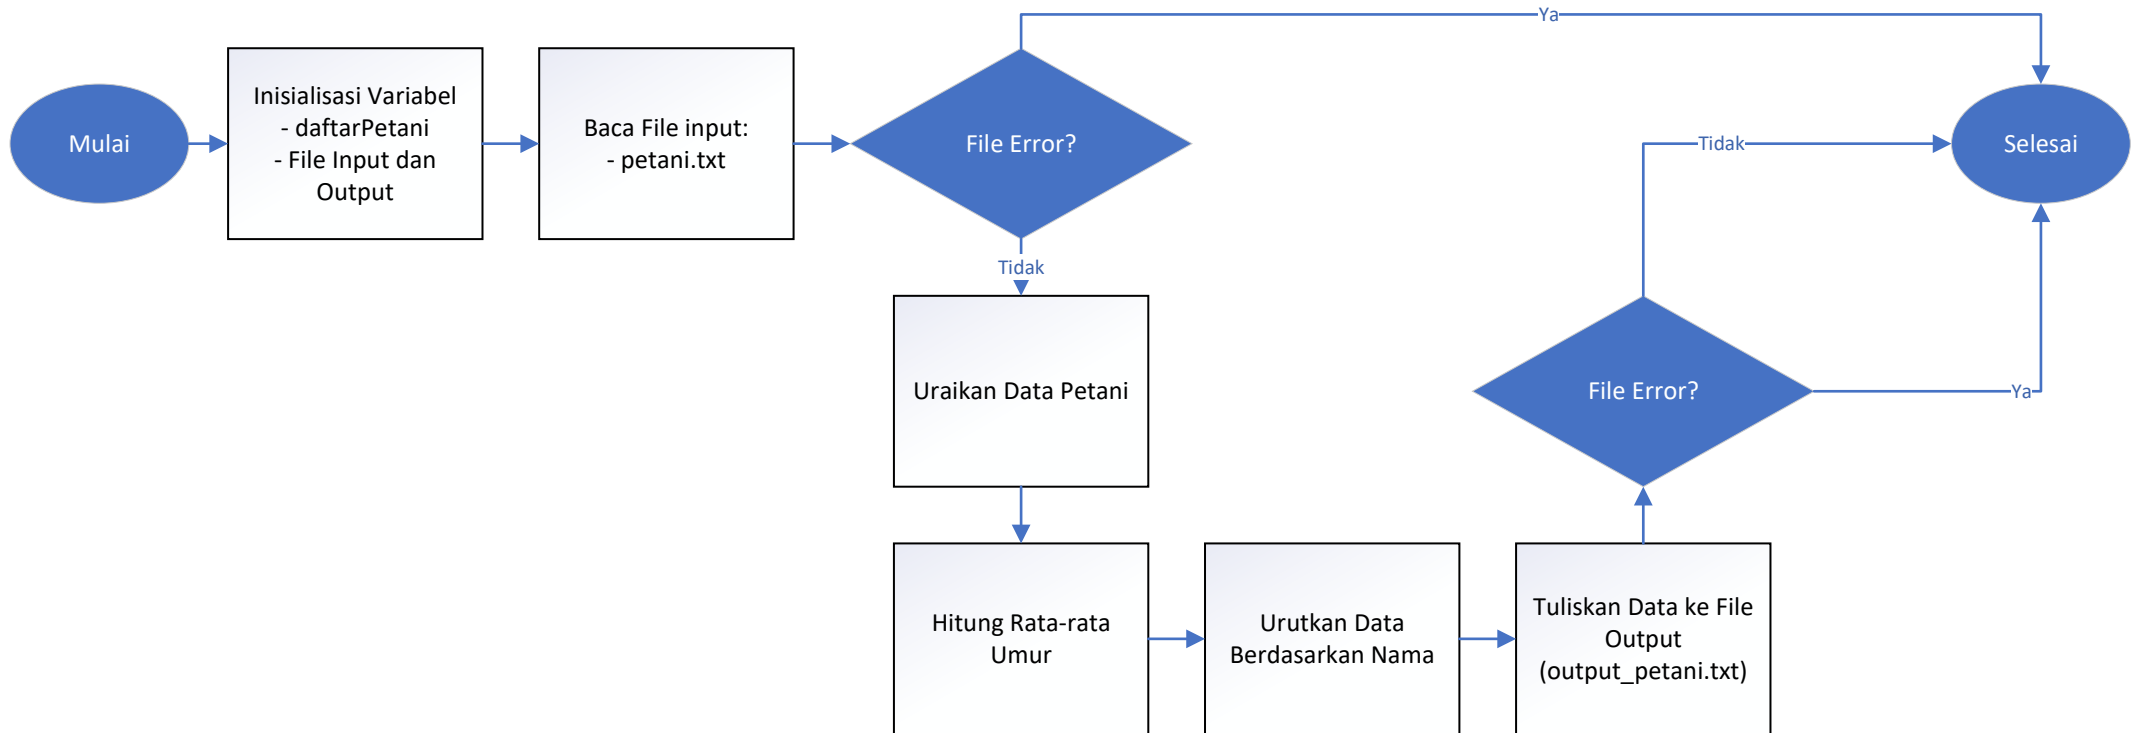 Ya
Mulai
Inisialisasi Variabel
- daftarPetani
- File Input dan
Output
Baca File input:
- petani.txt
File Error?
Tidak
Selesai
Tidak
Uraikan Data Petani
File Error?
Ya
Hitung Rata-rata
Umur
Urutkan Data
Berdasarkan Nama
Tuliskan Data ke File
Output
(output_petani.txt)